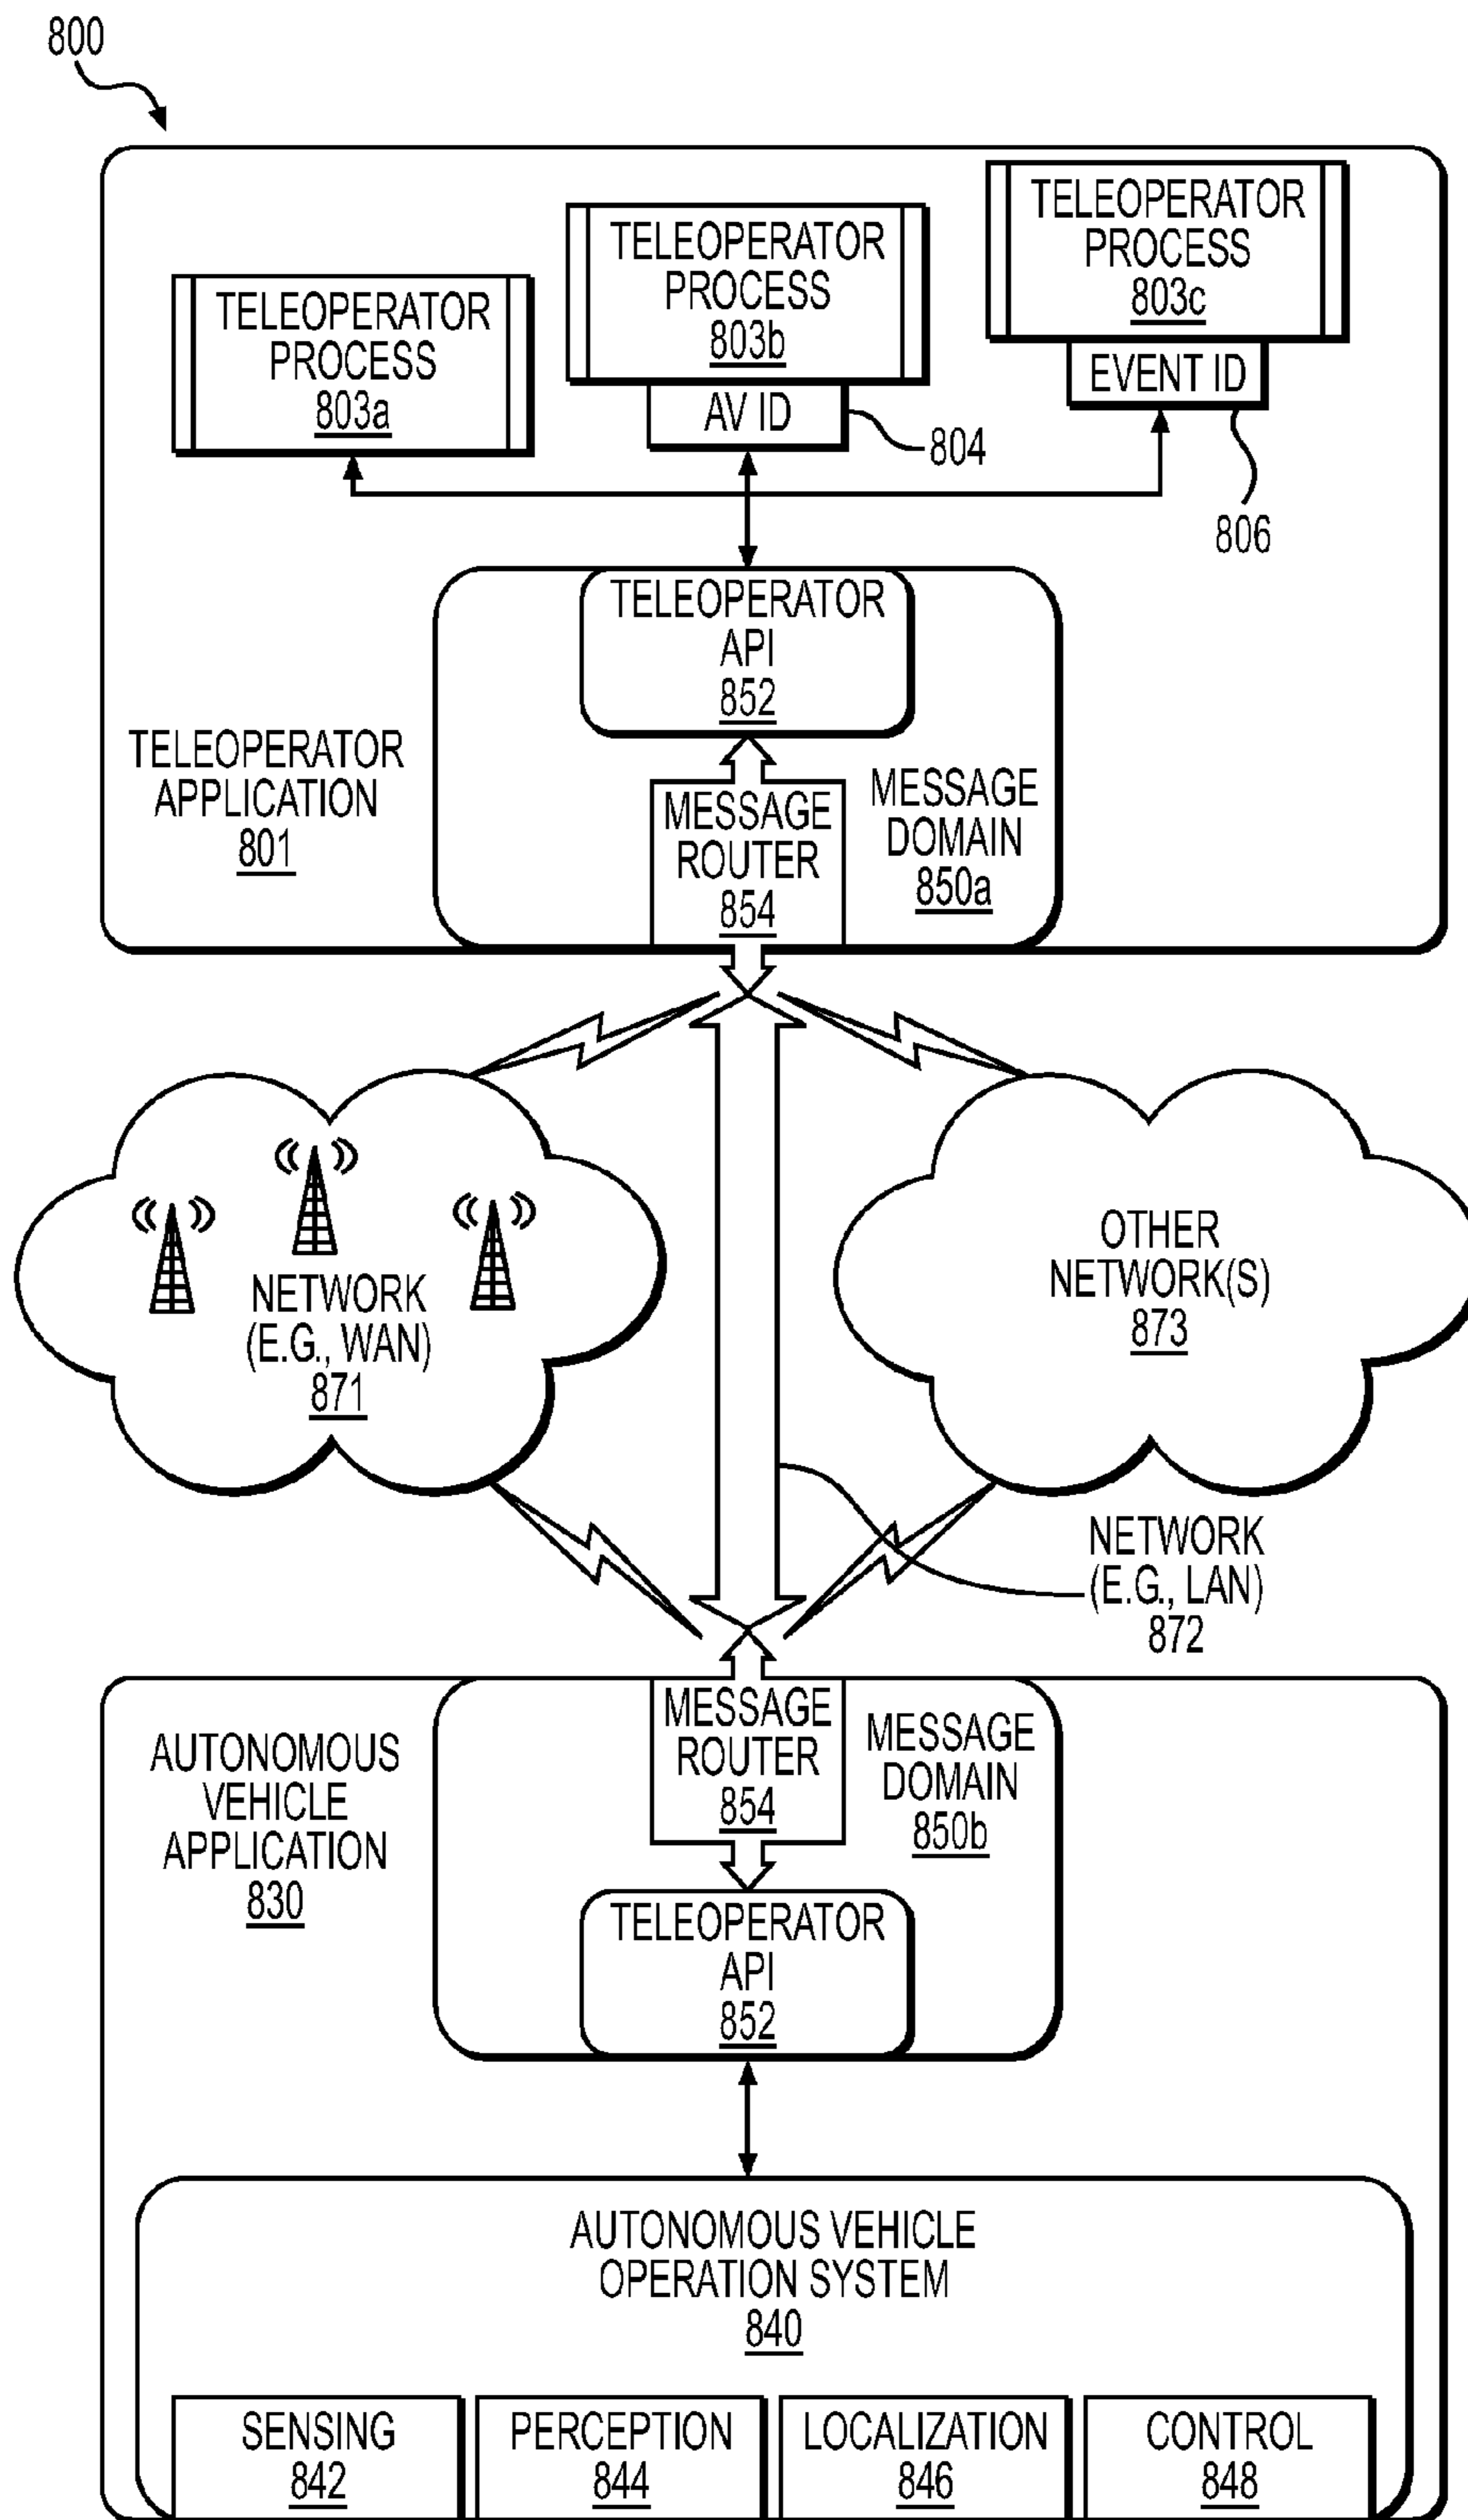 800
TELEOPERATOR
PROCESS
803a
TELEOPERATOR
PROCESS
803b
AV ID
804
TELEOPERATOR
PROCESS
803c
EVENT ID
806
TELEOPERATOR
API
852
TELEOPERATOR
APPLICATION
801
MESSAGE
ROUTER
854
MESSAGE
DOMAIN
850a
NETWORK
(E.G., WAN)
871
OTHER
NETWORK(S)
873
NETWORK
(E.G., LAN)
872
AUTONOMOUS
VEHICLE
APPLICATION
830
MESSAGE
ROUTER
854
MESSAGE
DOMAIN
850b
TELEOPERATOR
API
852
AUTONOMOUS VEHICLE
OPERATION SYSTEM
840
SENSING
842
PERCEPTION
844
LOCALIZATION
846
CONTROL
848